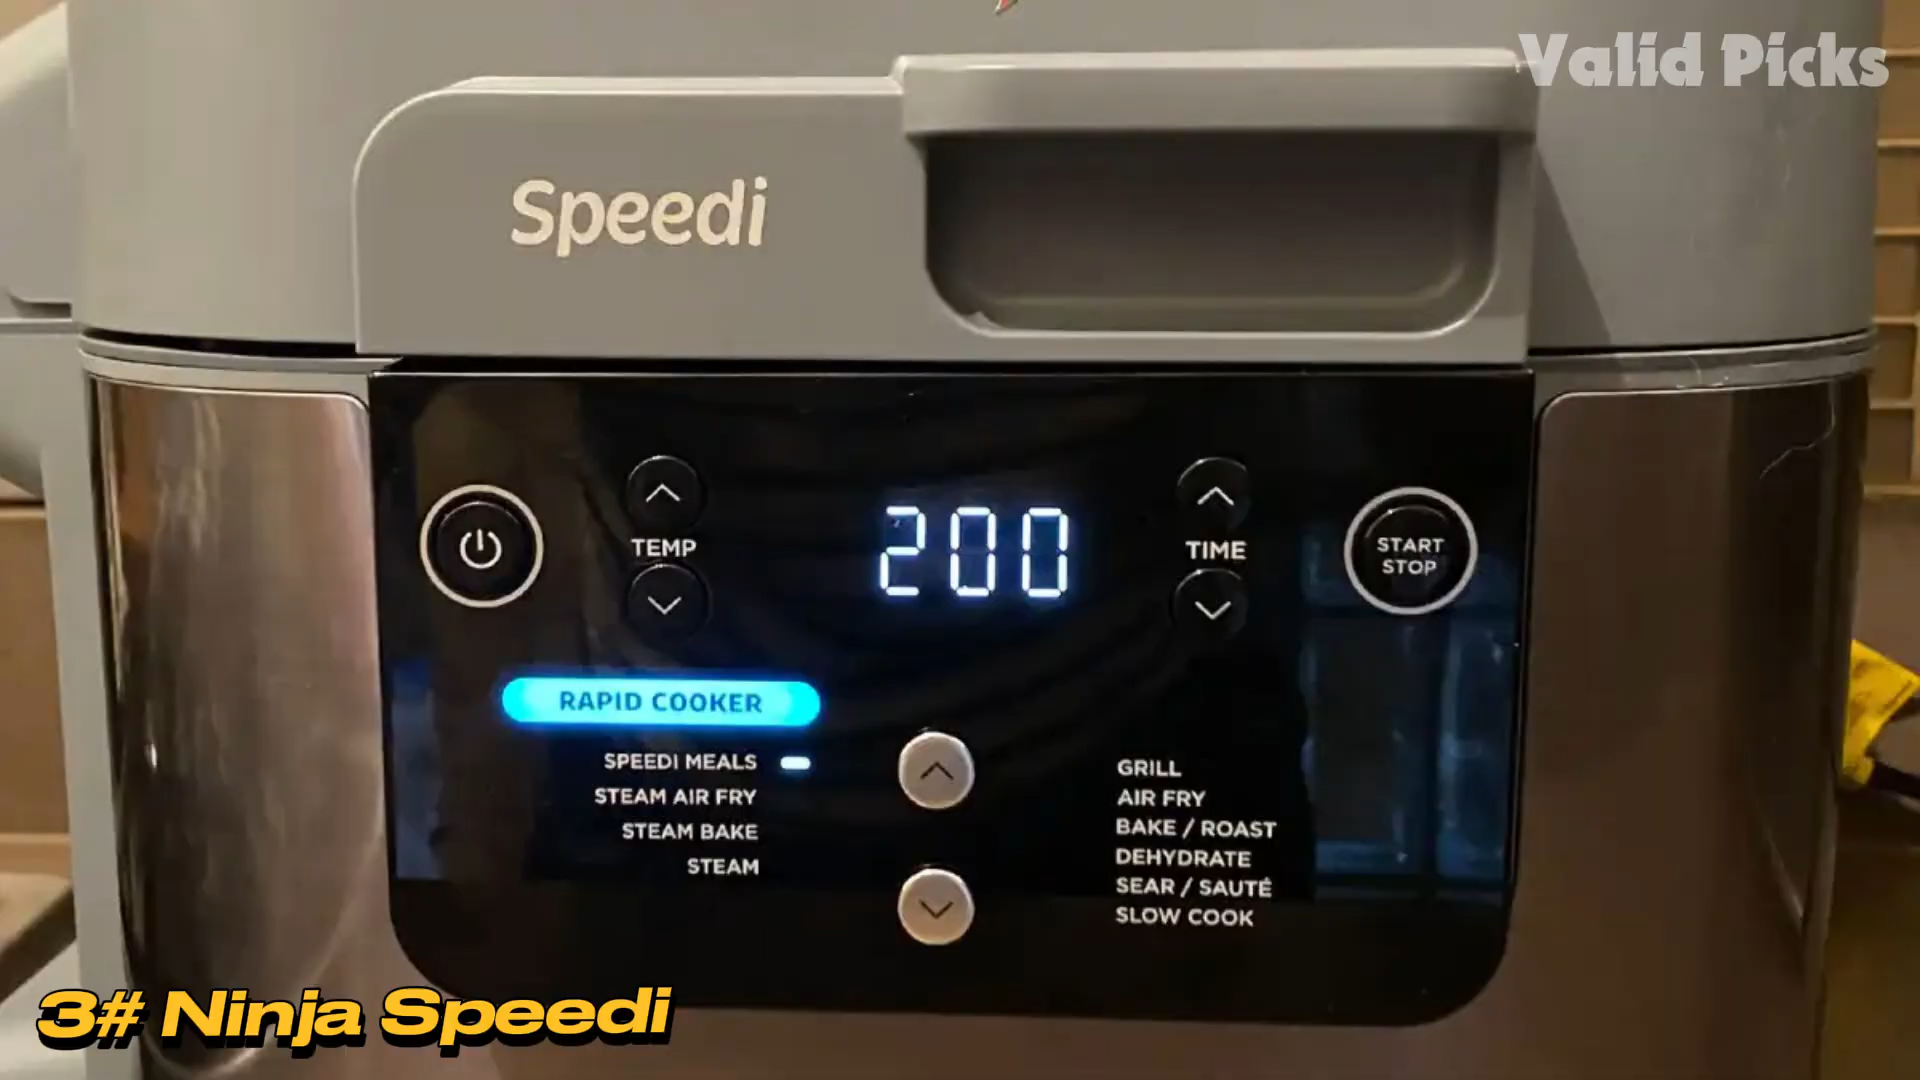 Valid Picks
Speedi
TEMP
200
TIME
START
STOP
RAPID COOKER
SPEEDI MEALS
STEAM AIR FRY
STEAM BAKE
STEAM
GRILL
AIR FRY
BAKE / ROAST
DEHYDRATE
SEAR / SAUTÉ
SLOW COOK
3# Ninja Speedi